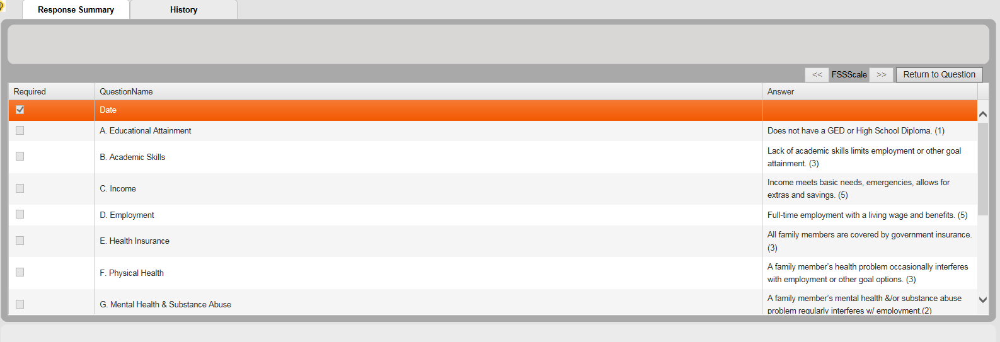 Response Summary History
<< FSSScale >> Return to Question
Required QuestionName Answer
Date
A. Educational Attainment Does not have a GED or High School Diploma. (1)
B. Academic Skills Lack of academic skills limits employment or other goal
attainment. (3)
C. Income Income meets basic needs, emergencies, allows for
extras and savings. (5)
D. Employment Full-time employment with a living wage and benefits. (5)
E. Health Insurance All family members are covered by government insurance.
(3)
F. Physical Health A family member’s health problem occasionally interferes
with employment or other goal options. (3)
G. Mental Health & Substance Abuse A family member’s mental health &/or substance abuse
problem regularly interferes w/ employment.(2)